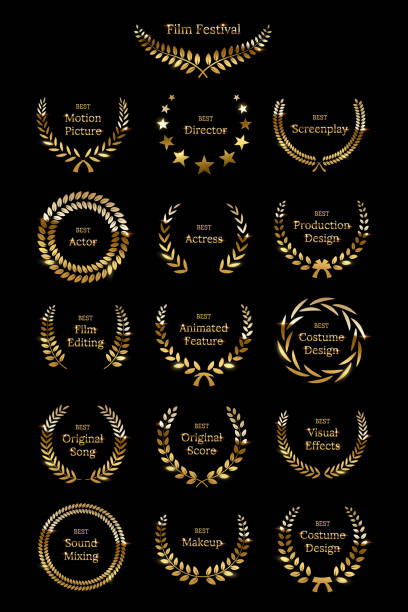 Film Festival
BEST
Motion
Picture
BEST
Director
BEST
Screenplay
BEST
Actor
BEST
Actress
BEST
Production
Design
BEST
Film
Editing
BEST
Animated
Feature
BEST
Costume
Design
BEST
Original
Song
BEST
Original
Score
BEST
Visual
Effects
BEST
Sound
Mixing
BEST
Makeup
BEST
Costume
Design